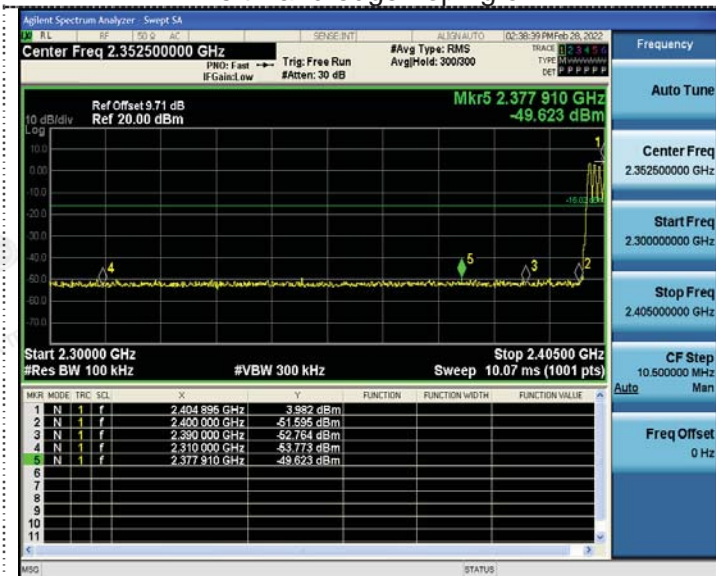 Agilent Spectrum Analyzer - Swept SA
RL RF 50 Ω AC SENSE:INT ALIGNAUTO 02:38:39 PM Feb 28, 2022
Center Freq 2.352500000 GHz
PNO: Fast
IFGain:Low
Trig: Free Run
#Atten: 30 dB
#Avg Type: RMS
Avg|Hold: 300/300
TRACE 1 2 3 4 5 6
TYPE M
DET P P P P P P
Frequency
Ref Offset 9.71 dB
Ref 20.00 dBm
10 dB/div
Log
Mkr5 2.377 910 GHz
-49.623 dBm
10.0
0.00
-10.0
-20.0
-30.0
-40.0
-50.0
-60.0
-70.0
1
2
3
4
5
Start 2.30000 GHz
Stop 2.40500 GHz
#Res BW 100 kHz
#VBW 300 kHz
Sweep 10.07 ms (1001 pts)
MKR MODE TRC SCL X Y FUNCTION FUNCTION WIDTH FUNCTION VALUE
1 N 1 f 2.404 895 GHz 3.982 dBm
2 N 1 f 2.400 000 GHz -51.595 dBm
3 N 1 f 2.390 000 GHz -52.764 dBm
4 N 1 f 2.310 000 GHz -53.773 dBm
5 N 1 f 2.377 910 GHz -49.623 dBm
6
7
8
9
10
11
MSG
STATUS
Auto Tune
Center Freq
2.352500000 GHz
Start Freq
2.300000000 GHz
Stop Freq
2.405000000 GHz
CF Step
10.500000 MHz
Auto Man
Freq Offset
0 Hz